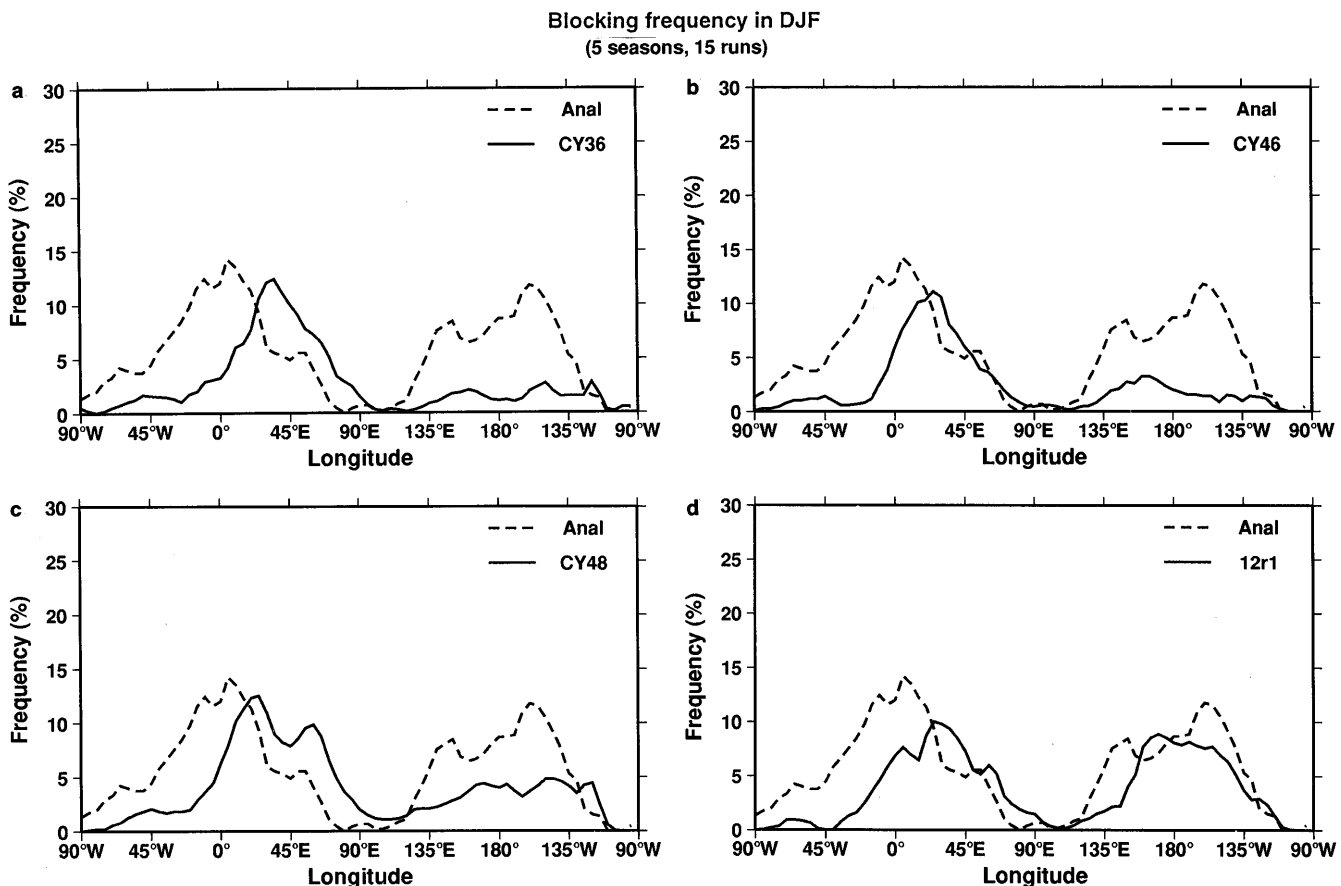 Blocking frequency in DJF
(5 seasons, 15 runs)
a
30
25
20
15
10
5
0
Frequency (%)
Anal
CY36
90°W 45°W 0° 45°E 90°E 135°E 180° 135°W 90°W
Longitude
b
30
25
20
15
10
5
0
Frequency (%)
Anal
CY46
90°W 45°W 0° 45°E 90°E 135°E 180° 135°W 90°W
Longitude
c
30
25
20
15
10
5
0
Frequency (%)
Anal
CY48
90°W 45°W 0° 45°E 90°E 135°E 180° 135°W 90°W
Longitude
d
30
25
20
15
10
5
0
Frequency (%)
Anal
12r1
90°W 45°W 0° 45°E 90°E 135°E 180° 135°W 90°W
Longitude